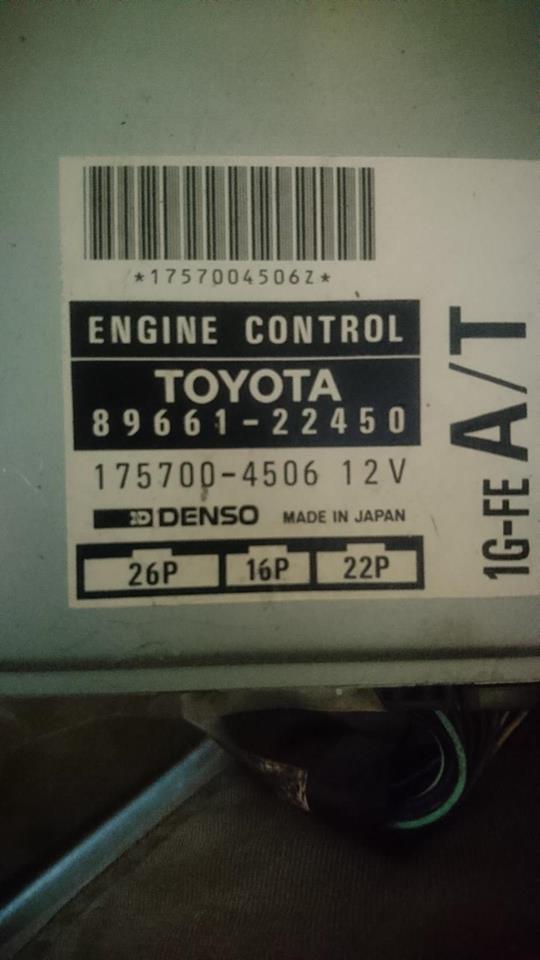 *1757004506Z*
ENGINE CONTROL
TOYOTA
89661-22450
175700-4506 12V
DENSO MADE IN JAPAN
26P 16P 22P
1G-FE A/T